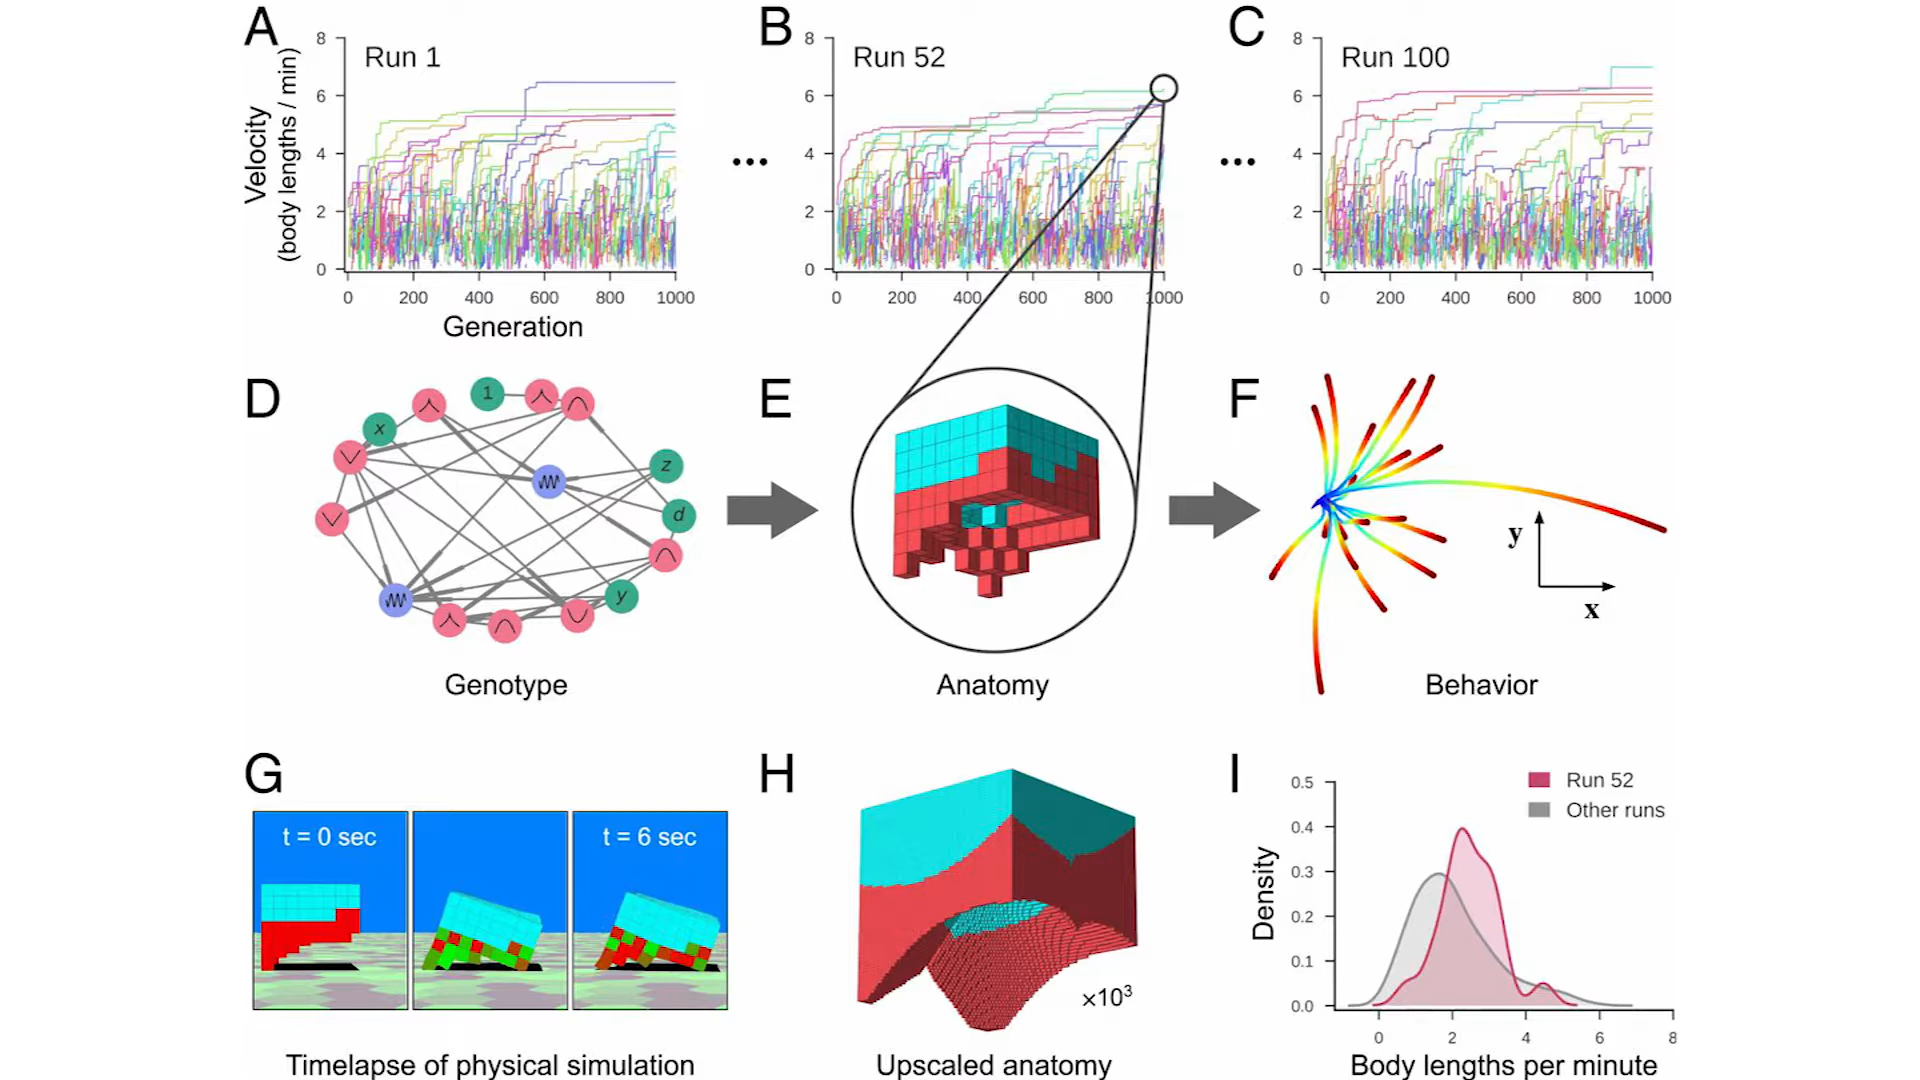 A
8
6
4
2
0
Run 1
Velocity
(body lengths / min)
0 200 400 600 800 1000
Generation
...
B
8
6
4
2
0
Run 52
0 200 400 600 800 1000
...
C
8
6
4
2
0
Run 100
0 200 400 600 800 1000
D
1
x
z
d
y
Genotype
E
Anatomy
F
y
x
Behavior
G
t = 0 sec
t = 6 sec
Timelapse of physical simulation
H
×10³
Upscaled anatomy
I
Run 52
Other runs
0.5
0.4
0.3
0.2
0.1
0.0
Density
0 2 4 6 8
Body lengths per minute